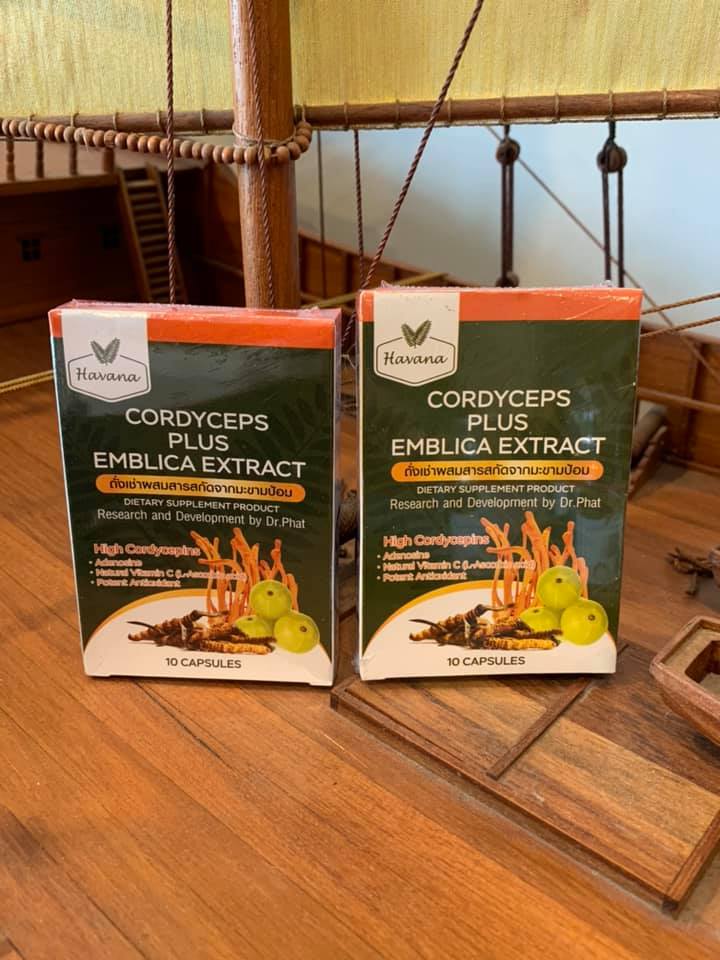 Havana
CORDYCEPS
PLUS
EMBLICA EXTRACT
ถั่งเช่าผสมสารสกัดจากมะขามป้อม
DIETARY SUPPLEMENT PRODUCT
Research and Development by Dr.Phat
High Cordycepins
• Adenosine
• Natural Vitamin C (L-Ascorbic acid)
• Potent Antioxidant
10 CAPSULES
Havana
CORDYCEPS
PLUS
EMBLICA EXTRACT
ถั่งเช่าผสมสารสกัดจากมะขามป้อม
DIETARY SUPPLEMENT PRODUCT
Research and Development by Dr.Phat
High Cordycepins
• Adenosine
• Natural Vitamin C (L-Ascorbic acid)
• Potent Antioxidant
10 CAPSULES